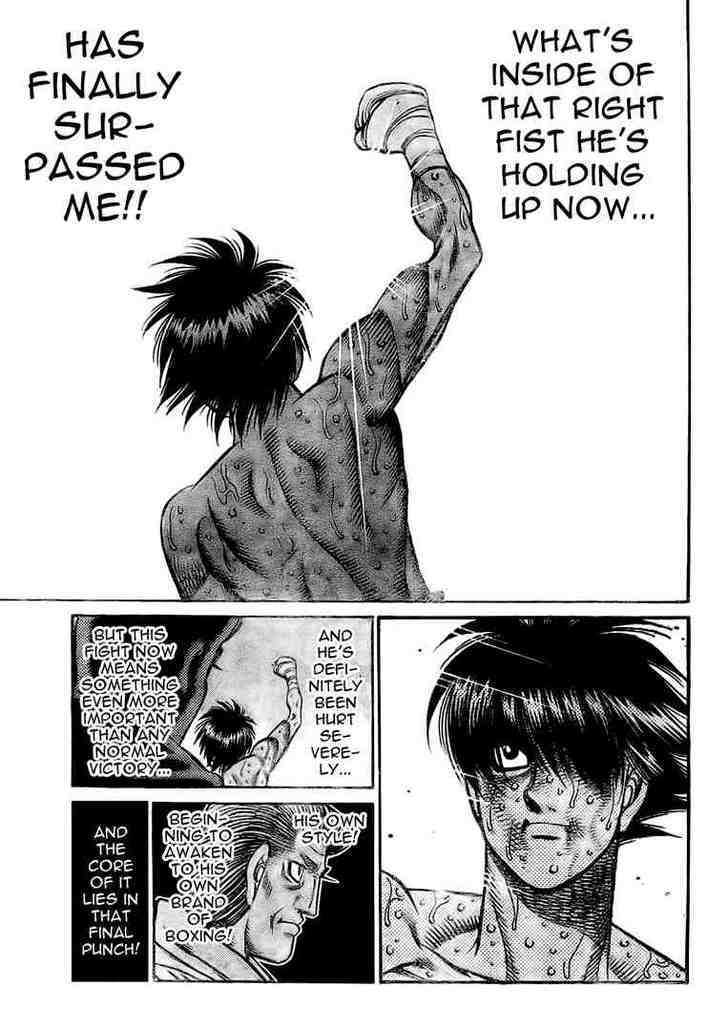 WHAT'S
INSIDE OF
THAT RIGHT
FIST HE'S
HOLDING
UP NOW...
HAS
FINALLY
SUR-
PASSED
ME!!
AND
HE'S
DEFI-
NITELY
BEEN
HURT
SE-
VERE-
LY...
BUT THIS
FIGHT NOW
MEANS
SOMETHING
EVEN MORE
IMPORTANT
THAN ANY
NORMAL
VICTORY...
HIS OWN
STYLE!
BEGIN-
NING TO
AWAKEN
TO HIS
OWN
BRAND
OF
BOXING!
AND
THE
CORE
OF IT
LIES IN
THAT
FINAL
PUNCH!